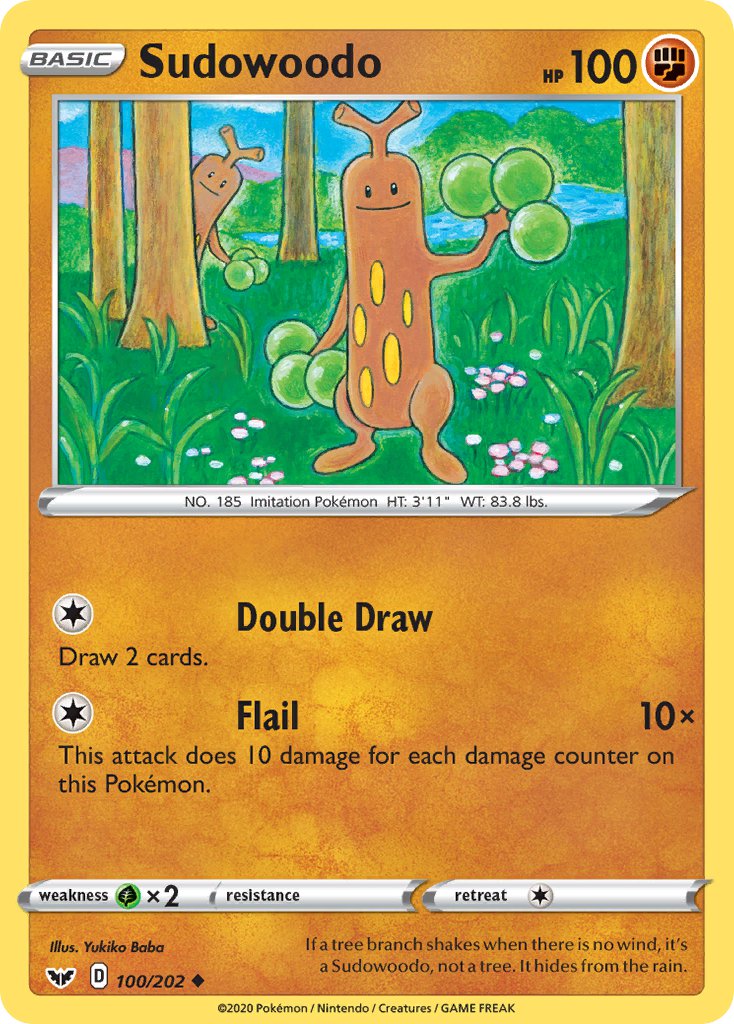 BASIC Sudowoodo HP 100
NO. 185 Imitation Pokémon HT: 3'11" WT: 83.8 lbs.
Double Draw
Draw 2 cards.
Flail 10×
This attack does 10 damage for each damage counter on
this Pokémon.
weakness ×2 resistance retreat
Illus. Yukiko Baba
If a tree branch shakes when there is no wind, it's
a Sudowoodo, not a tree. It hides from the rain.
D 100/202
©2020 Pokémon / Nintendo / Creatures / GAME FREAK